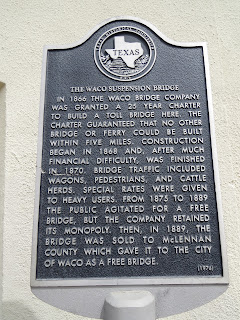 TEXAS
THE WACO SUSPENSION BRIDGE
IN 1866 THE WACO BRIDGE COMPANY
WAS GRANTED A 25 YEAR CHARTER
TO BUILD A TOLL BRIDGE HERE. THE
CHARTER GUARANTEED THAT NO OTHER
BRIDGE OR FERRY COULD BE BUILT
WITHIN FIVE MILES. CONSTRUCTION
BEGAN IN 1868 AND, AFTER MUCH
FINANCIAL DIFFICULTY, WAS FINISHED
IN 1870. BRIDGE TRAFFIC INCLUDED
WAGONS, PEDESTRIANS, AND CATTLE
HERDS. SPECIAL RATES WERE GIVEN
TO HEAVY USERS. FROM 1875 TO 1889
THE PUBLIC AGITATED FOR A FREE
BRIDGE, BUT THE COMPANY RETAINED
ITS MONOPOLY. THEN, IN 1889, THE
BRIDGE WAS SOLD TO McLENNAN
COUNTY WHICH GAVE IT TO THE CITY
OF WACO AS A FREE BRIDGE.
(1976)